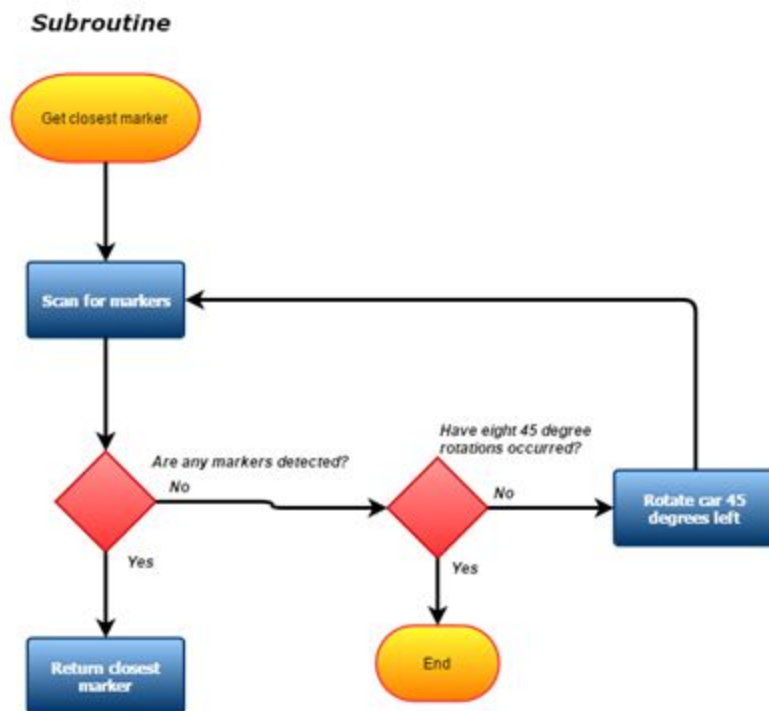 Subroutine
Get closest marker
Scan for markers
Have eight 45 degree
rotations occurred?
Are any markers detected?
No
No
Rotate car 45
degrees left
Yes
Yes
Return closest
marker
End